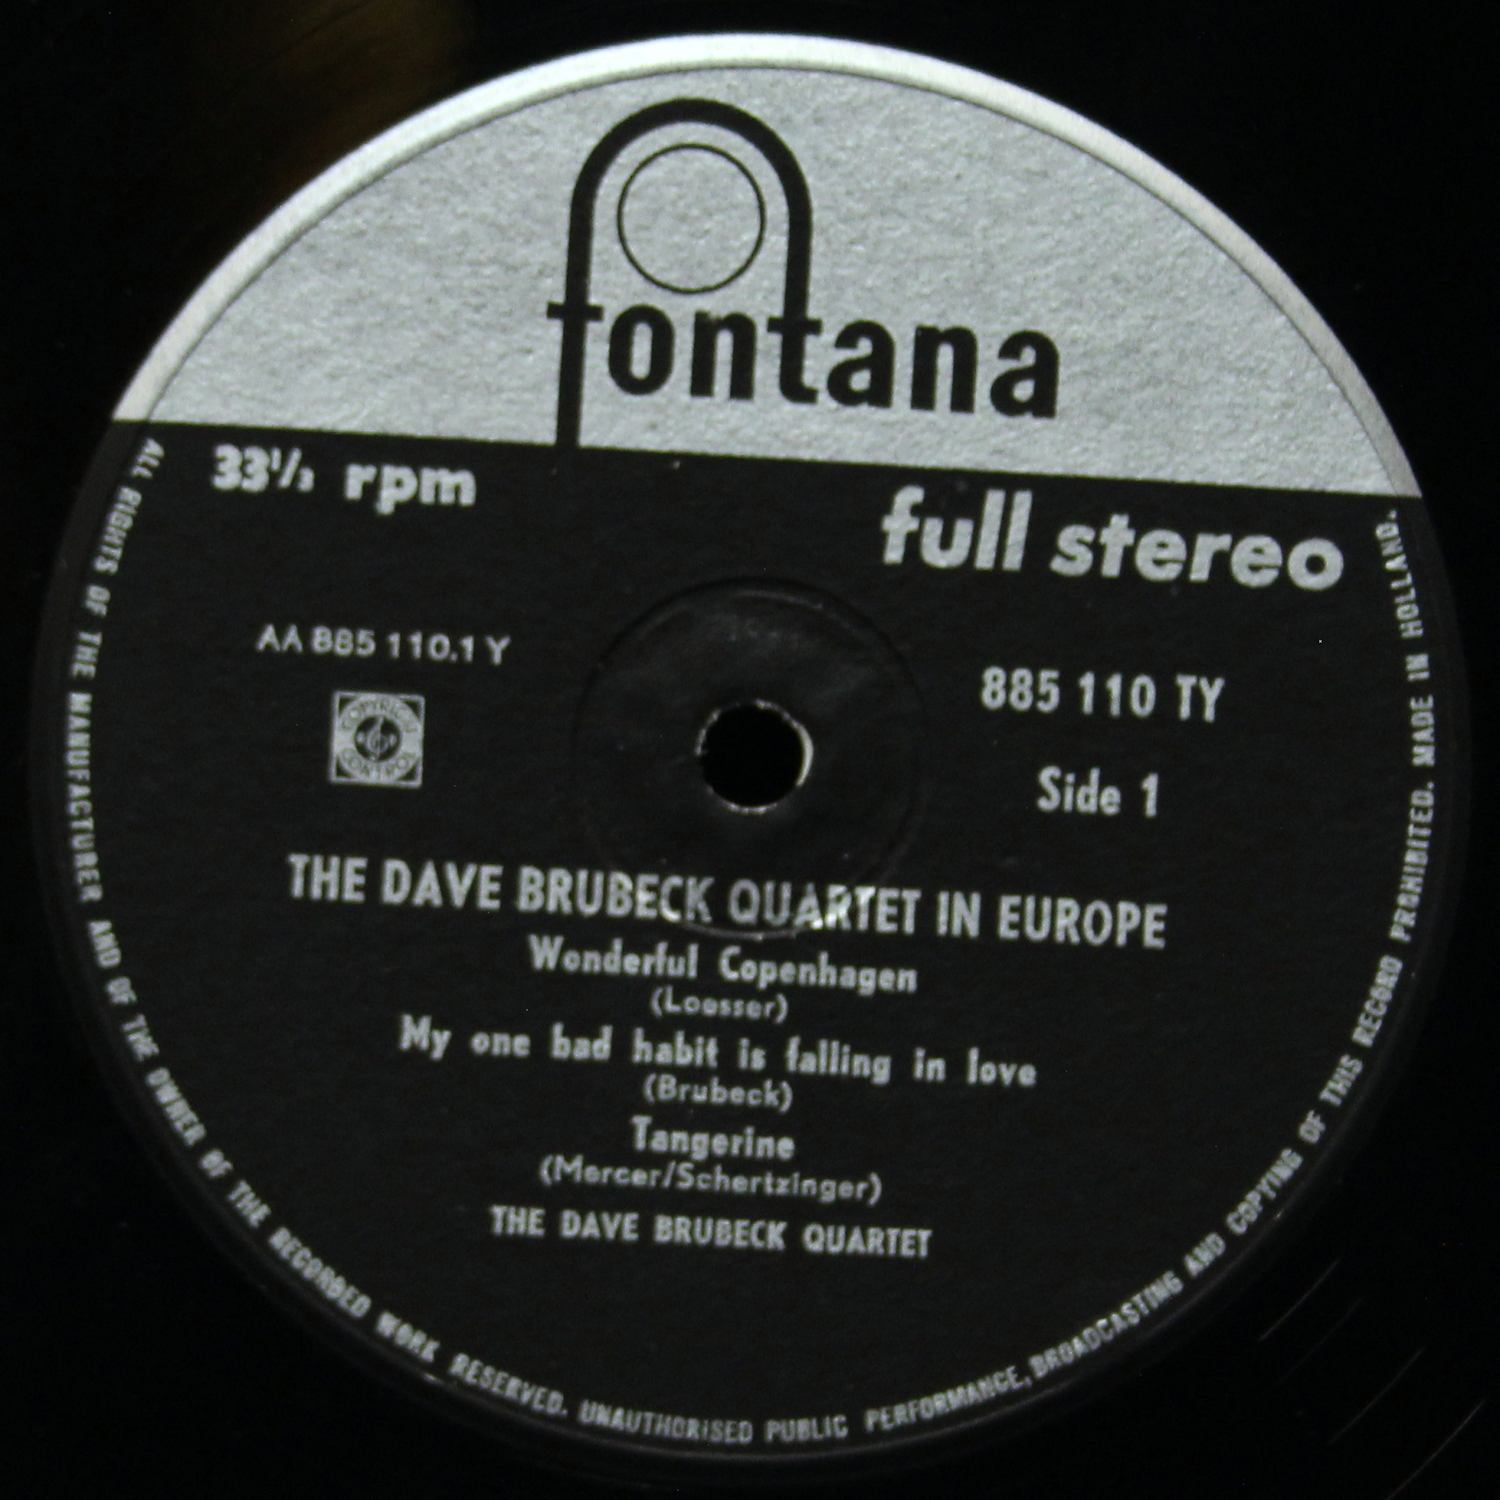 fontana
33⅓ rpm
full stereo
AA 885 110.1 Y
885 110 TY
COPYRIGHT
CONTROL
Side 1
THE DAVE BRUBECK QUARTET IN EUROPE
Wonderful Copenhagen
(Loesser)
My one bad habit is falling in love
(Brubeck)
Tangerine
(Mercer/Schertzinger)
THE DAVE BRUBECK QUARTET
ALL RIGHTS OF THE MANUFACTURER AND OF THE OWNER OF THE RECORDED WORK RESERVED. UNAUTHORISED PUBLIC PERFORMANCE, BROADCASTING AND COPYING OF THIS RECORD PROHIBITED. MADE IN HOLLAND.